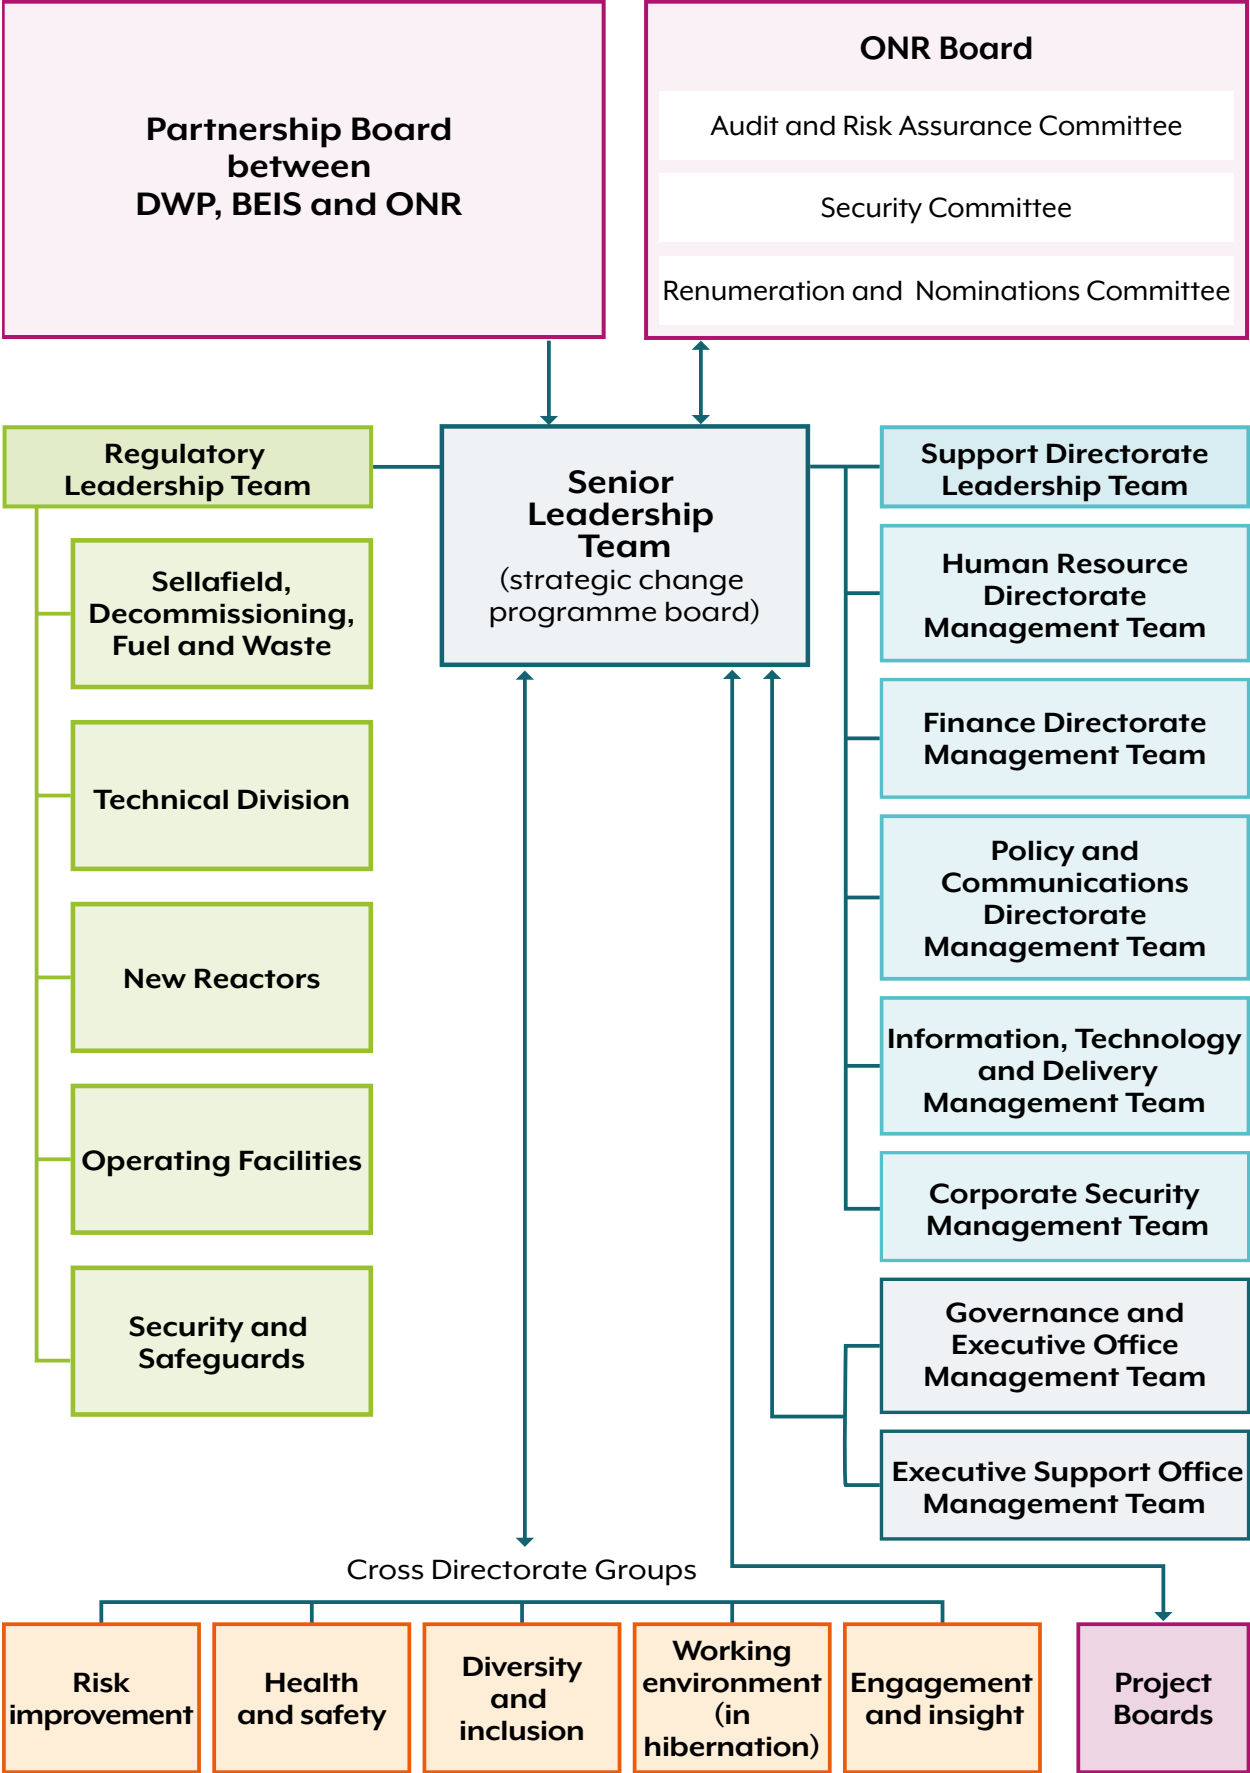 Partnership Board
between
DWP, BEIS and ONR
ONR Board
Audit and Risk Assurance Committee
Security Committee
Renumeration and Nominations Committee
Regulatory
Leadership Team
Sellafield,
Decommissioning,
Fuel and Waste
Technical Division
New Reactors
Operating Facilities
Security and
Safeguards
Senior
Leadership
Team
(strategic change
programme board)
Support Directorate
Leadership Team
Human Resource
Directorate
Management Team
Finance Directorate
Management Team
Policy and
Communications
Directorate
Management Team
Information, Technology
and Delivery
Management Team
Corporate Security
Management Team
Governance and
Executive Office
Management Team
Executive Support Office
Management Team
Cross Directorate Groups
Risk
improvement
Health
and safety
Diversity
and
inclusion
Working
environment
(in
hibernation)
Engagement
and insight
Project
Boards